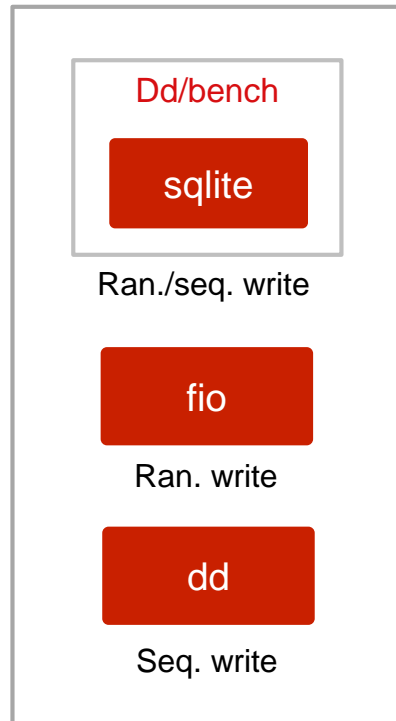 Dd/bench
sqlite
Ran./seq. write
fio
Ran. write
dd
Seq. write